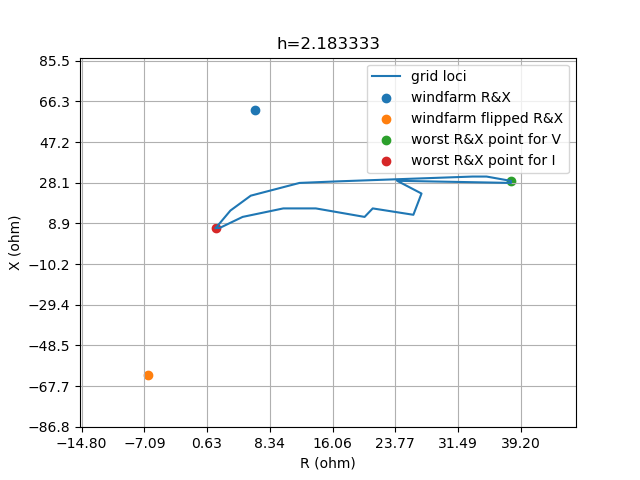 h=2.183333
85.5
66.3
47.2
28.1
8.9
−10.2
−29.4
−48.5
−67.7
−86.8
X (ohm)
grid loci
windfarm R&X
windfarm flipped R&X
worst R&X point for V
worst R&X point for I
−14.80 −7.09 0.63 8.34 16.06 23.77 31.49 39.20
R (ohm)